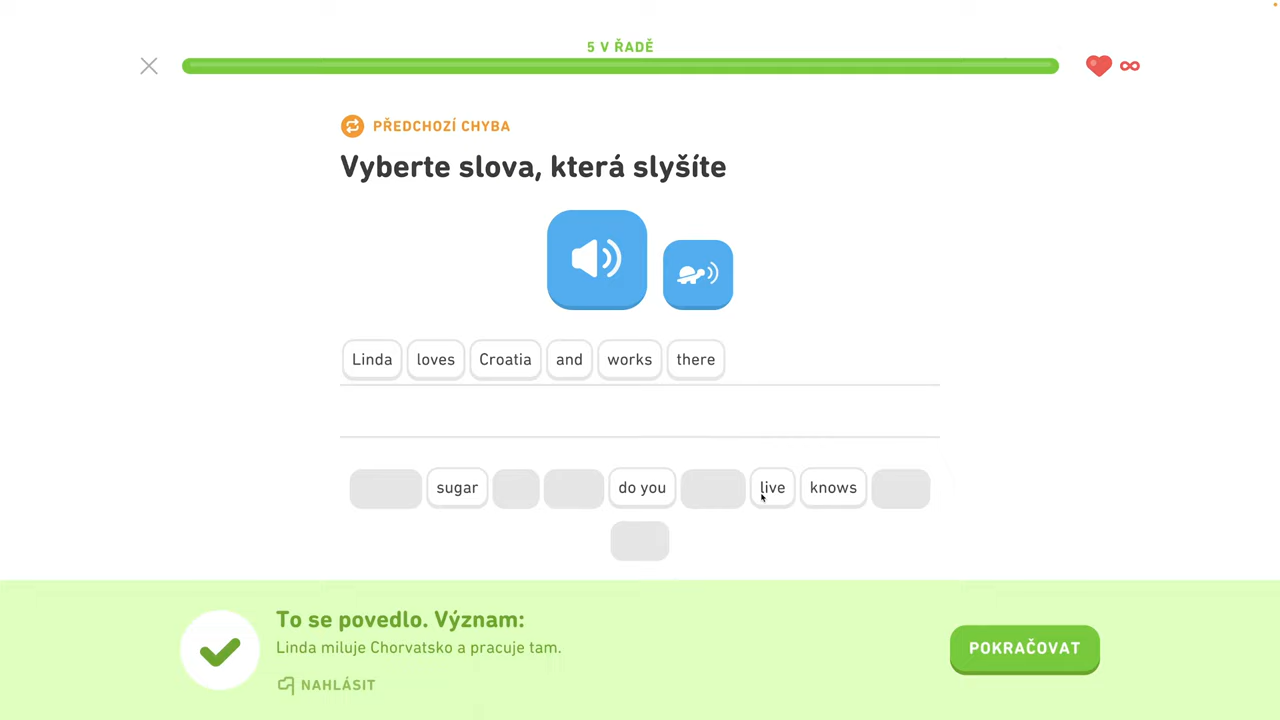 5 V ŘADĚ
PŘEDCHOZÍ CHYBA
Vyberte slova, která slyšíte
Linda loves Croatia and works there
sugar do you live knows
To se povedlo. Význam:
Linda miluje Chorvatsko a pracuje tam.
NAHLÁSIT
POKRAČOVAT